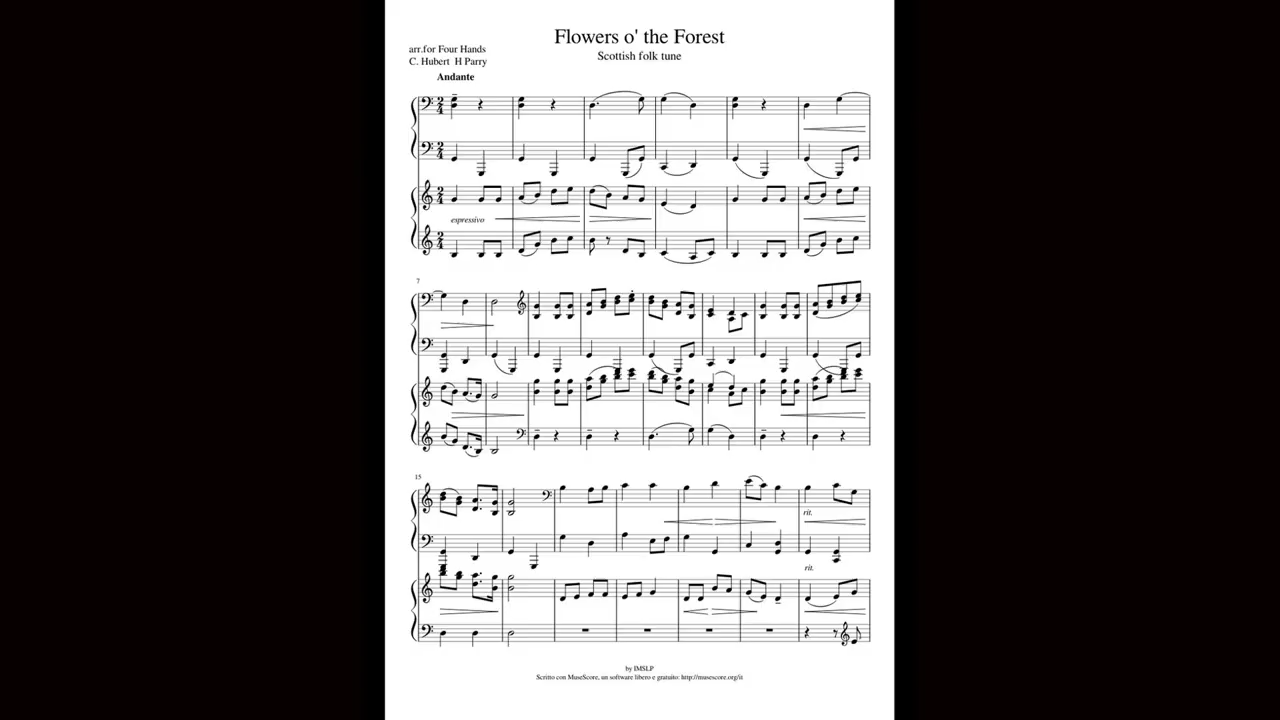 Flowers o' the Forest
Scottish folk tune
arr.for Four Hands
C. Hubert H Parry
Andante
espressivo
7
15
rit.
rit.
by IMSLP
Scritto con MuseScore, un software libero e gratuito: http://musescore.org/it